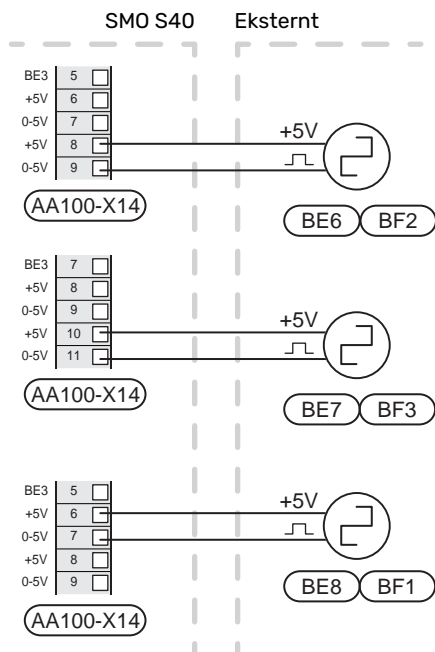 SMO S40 Eksternt
BE3 5
+5V 6
0-5V 7
+5V 8
0-5V 9
+5V
AA100-X14
BE6 BF2
BE3 7
+5V 8
0-5V 9
+5V 10
0-5V 11
+5V
AA100-X14
BE7 BF3
BE3 5
+5V 6
0-5V 7
+5V 8
0-5V 9
+5V
AA100-X14
BE8 BF1